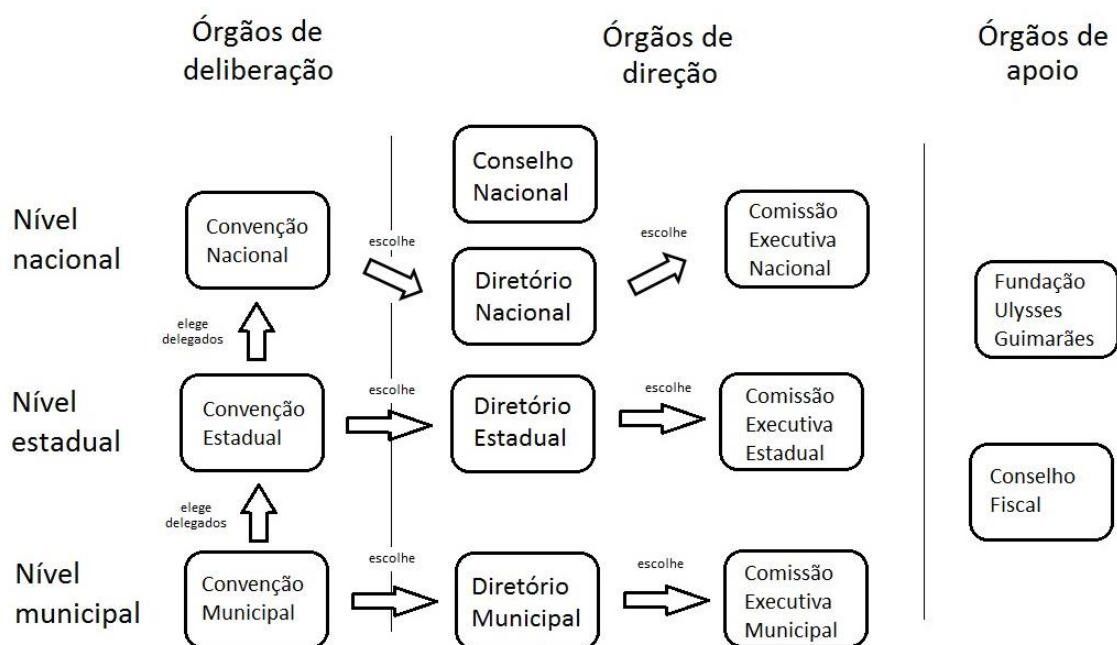 Órgãos de
deliberação
Órgãos de
direção
Órgãos de
apoio
Nível
nacional
Convenção
Nacional
escolhe
Conselho
Nacional
Diretório
Nacional
escolhe
Comissão
Executiva
Nacional
Fundação
Ulysses
Guimarães
elege
delegados
Nível
estadual
Convenção
Estadual
escolhe
Diretório
Estadual
escolhe
Comissão
Executiva
Estadual
Conselho
Fiscal
elege
delegados
Nível
municipal
Convenção
Municipal
escolhe
Diretório
Municipal
escolhe
Comissão
Executiva
Municipal